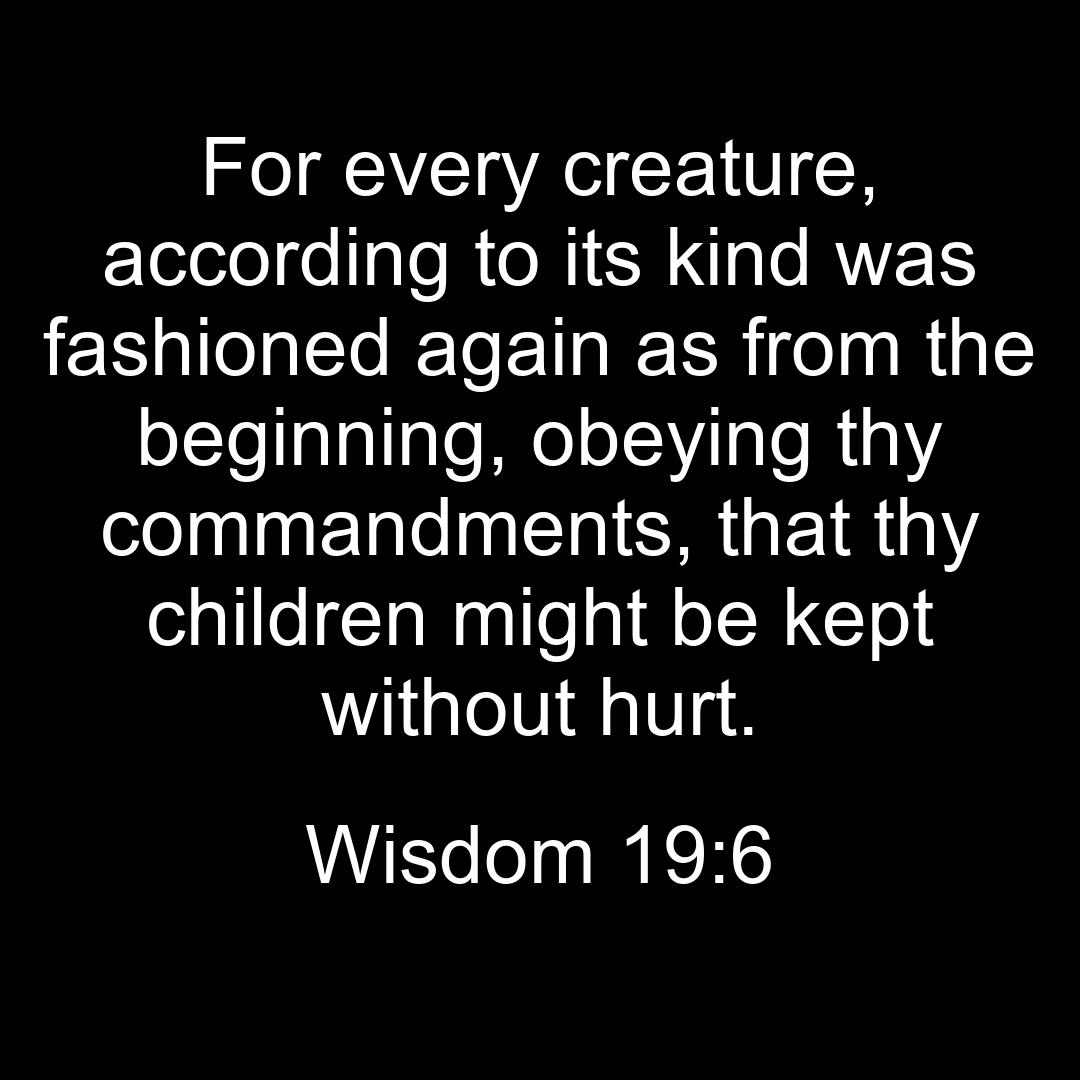 For every creature,
according to its kind was
fashioned again as from the
beginning, obeying thy
commandments, that thy
children might be kept
without hurt.
Wisdom 19:6